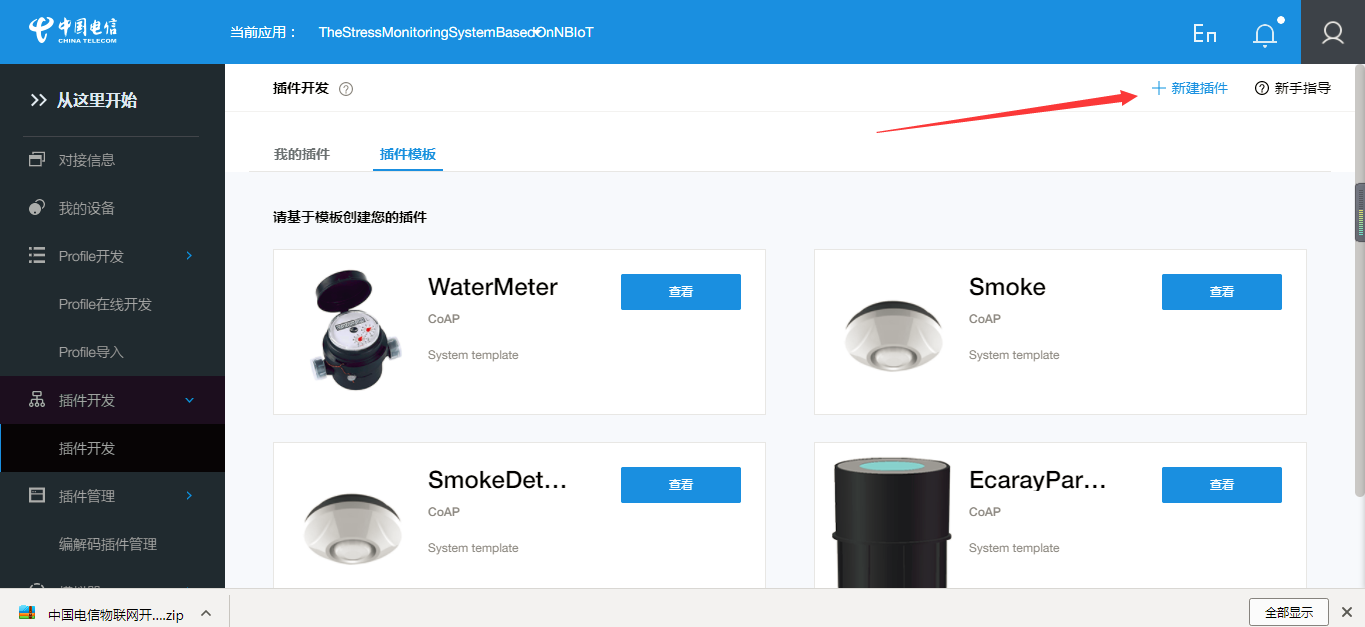 中国电信
CHINA TELECOM
当前应用： TheStressMonitoringSystemBasedOnNBIoT
En
从这里开始
对接信息
我的设备
Profile开发
Profile在线开发
Profile导入
插件开发
插件开发
插件管理
编解码插件管理
插件开发 ?
新建插件
? 新手指导
我的插件
插件模板
请基于模板创建您的插件
WaterMeter
CoAP
System template
查看
Smoke
CoAP
System template
查看
SmokeDet...
CoAP
System template
查看
EcarayPar...
CoAP
System template
查看
中国电信物联网开....zip
全部显示